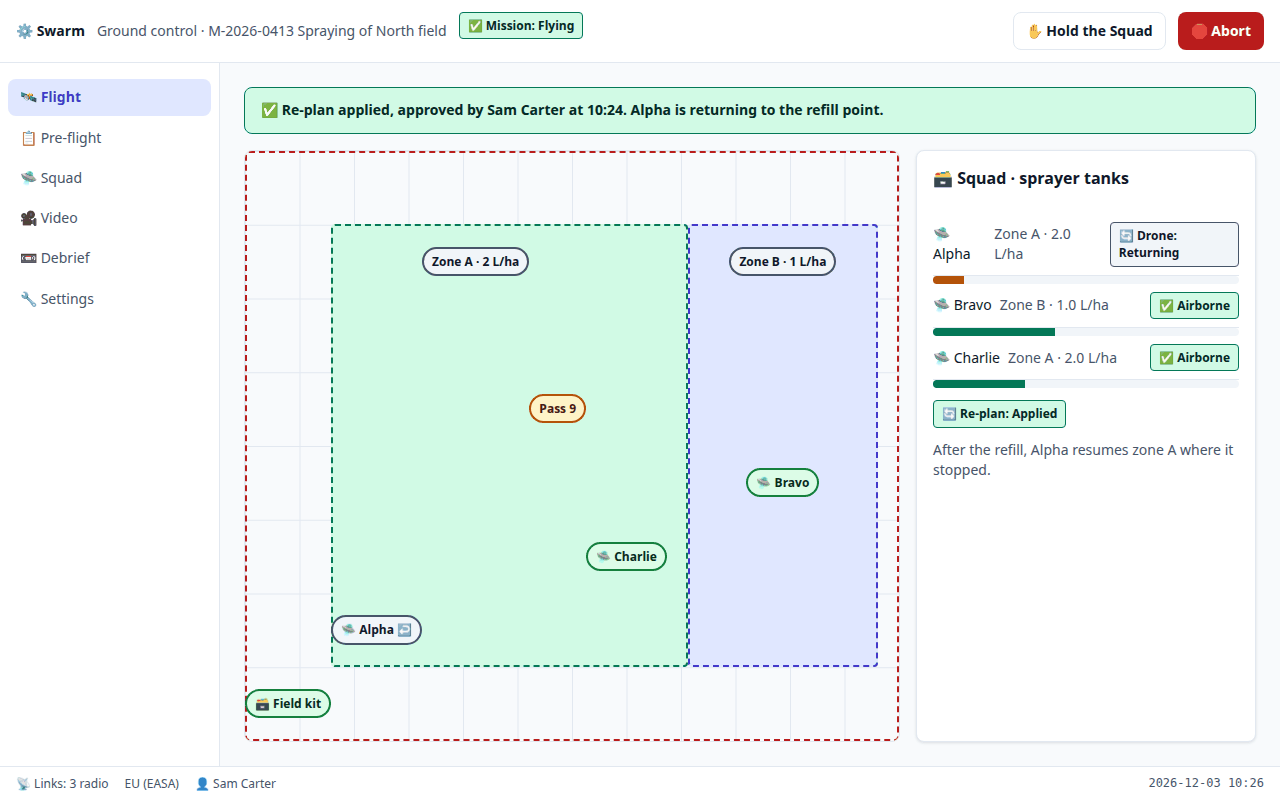 Swarm Ground control · M-2026-0413 Spraying of North field Mission: Flying Hold the Squad Abort
Flight
Pre-flight
Squad
Video
Debrief
Settings
Re-plan applied, approved by Sam Carter at 10:24. Alpha is returning to the refill point.
Zone A · 2 L/ha
Zone B · 1 L/ha
Pass 9
Bravo
Charlie
Alpha
Field kit
Squad · sprayer tanks
Alpha
Zone A · 2.0
L/ha
Drone:
Returning
Bravo Zone B · 1.0 L/ha Airborne
Charlie Zone A · 2.0 L/ha Airborne
Re-plan: Applied
After the refill, Alpha resumes zone A where it
stopped.
Links: 3 radio EU (EASA) Sam Carter 2026-12-03 10:26